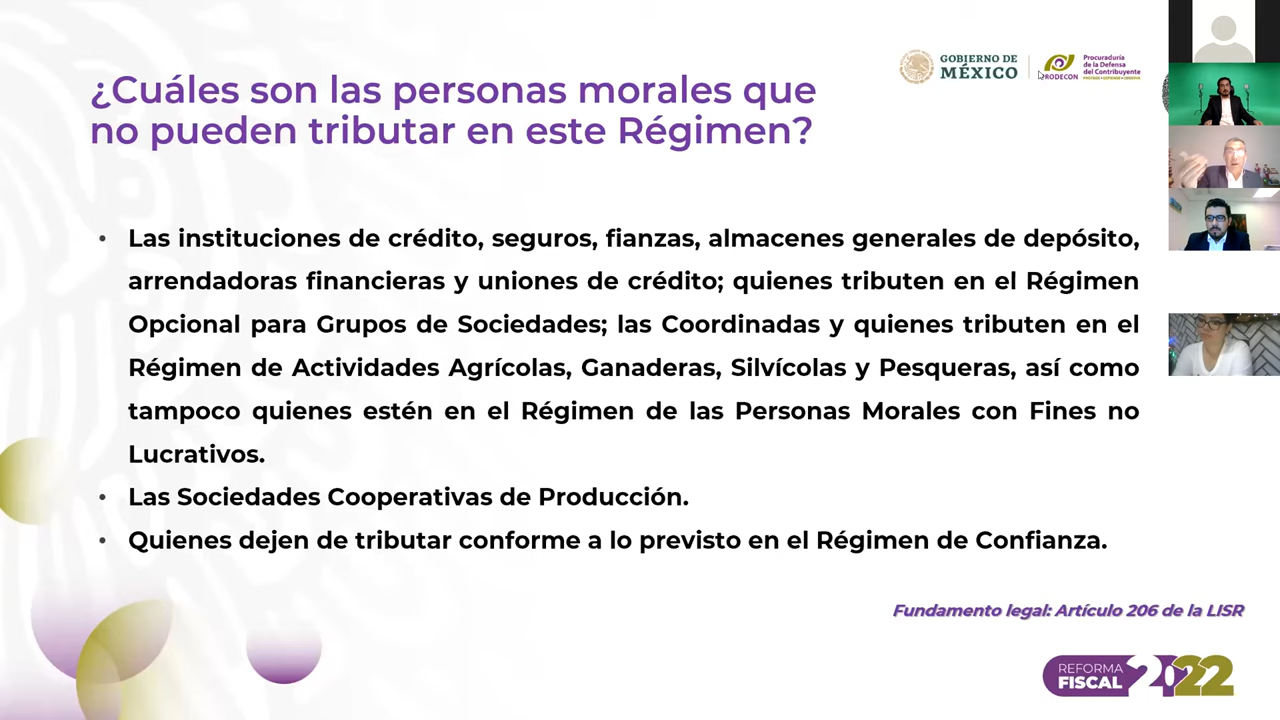 ¿Cuáles son las personas morales que
no pueden tributar en este Régimen?
GOBIERNO DE
MÉXICO
PRODECON
Procuraduría
de la Defensa
del Contribuyente
Las instituciones de crédito, seguros, fianzas, almacenes generales de depósito,
arrendadoras financieras y uniones de crédito; quienes tributen en el Régimen
Opcional para Grupos de Sociedades; las Coordinadas y quienes tributen en el
Régimen de Actividades Agrícolas, Ganaderas, Silvícolas y Pesqueras, así como
tampoco quienes estén en el Régimen de las Personas Morales con Fines no
Lucrativos.
Las Sociedades Cooperativas de Producción.
Quienes dejen de tributar conforme a lo previsto en el Régimen de Confianza.
Fundamento legal: Artículo 206 de la LISR
REFORMA
FISCAL
2022